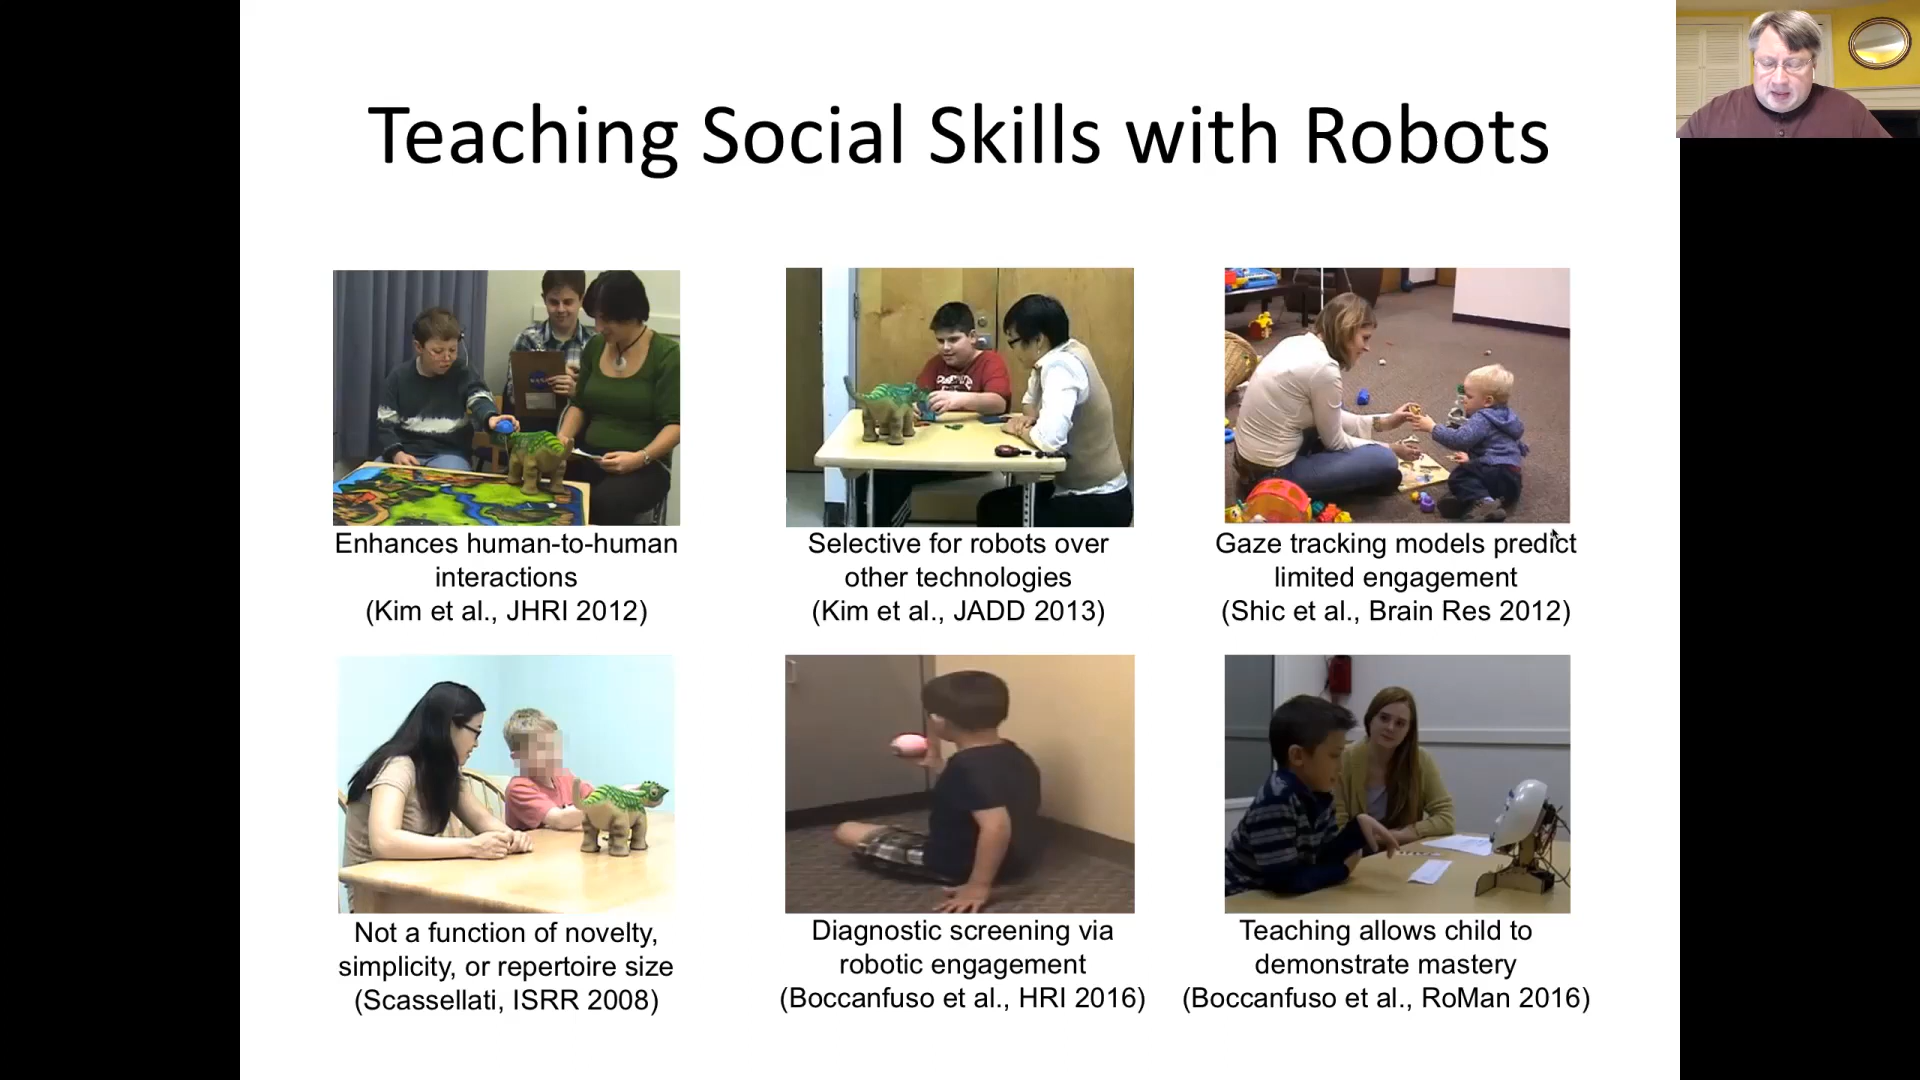 Teaching Social Skills with Robots
Enhances human-to-human
interactions
(Kim et al., JHRI 2012)
Selective for robots over
other technologies
(Kim et al., JADD 2013)
Gaze tracking models predict
limited engagement
(Shic et al., Brain Res 2012)
Not a function of novelty,
simplicity, or repertoire size
(Scassellati, ISRR 2008)
Diagnostic screening via
robotic engagement
(Boccanfuso et al., HRI 2016)
Teaching allows child to
demonstrate mastery
(Boccanfuso et al., RoMan 2016)